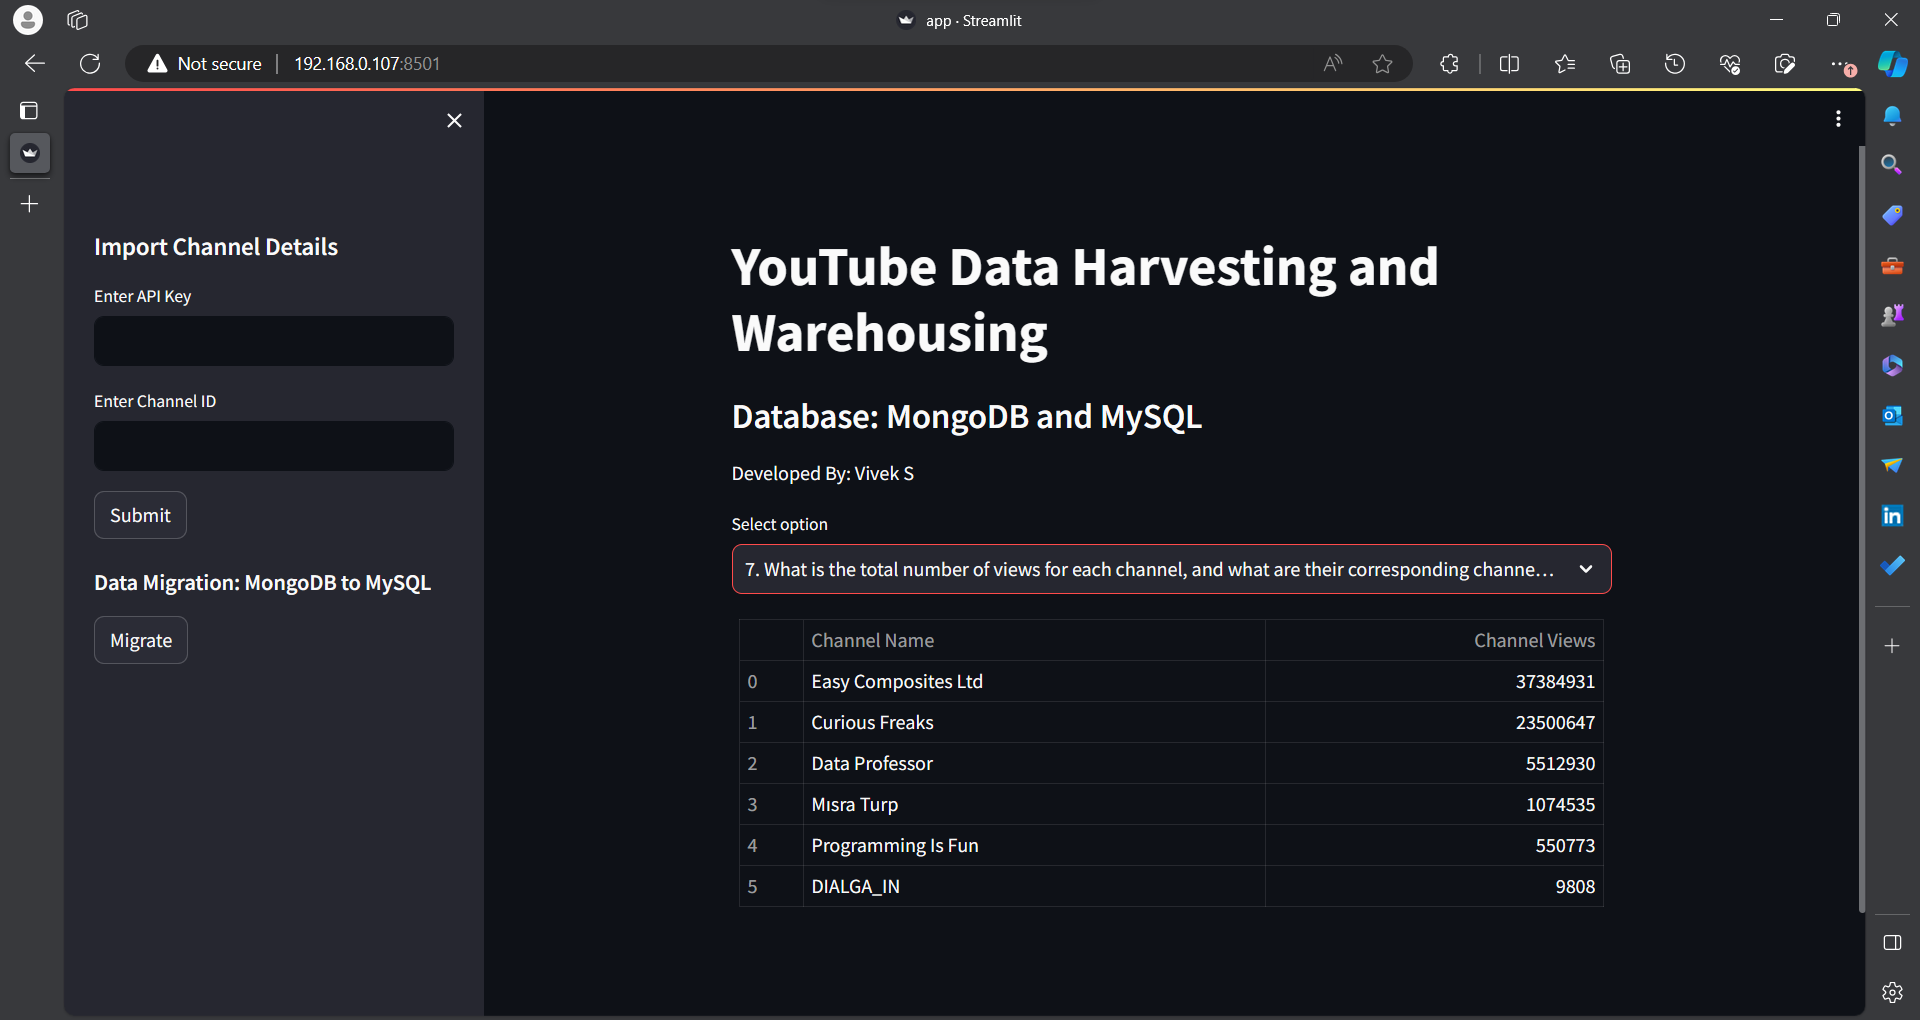 app · Streamlit
Not secure
192.168.0.107:8501
Import Channel Details
Enter API Key
Enter Channel ID
Submit
Data Migration: MongoDB to MySQL
Migrate
YouTube Data Harvesting and
Warehousing
Database: MongoDB and MySQL
Developed By: Vivek S
Select option
7. What is the total number of views for each channel, and what are their corresponding channe...
Channel Name Channel Views
0 Easy Composites Ltd 37384931
1 Curious Freaks 23500647
2 Data Professor 5512930
3 Mısra Turp 1074535
4 Programming Is Fun 550773
5 DIALGA_IN 9808